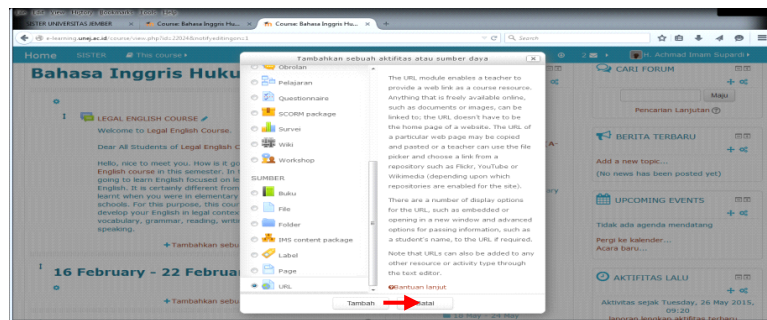 File Edit View History Bookmarks Tools Help
SISTER UNIVERSITAS JEMBER
Course: Bahasa Inggris Hu...
Course: Bahasa Inggris Hu...
e-learning.unej.ac.id/course/view.php?id=22024&notifyeditingon=1
Search
Home
SISTER
This course
2
H. Achmad Imam Supardi
Tambahkan sebuah aktifitas atau sumber daya
Obrolan
Pelajaran
Questionnaire
SCORM package
Survei
Wiki
Workshop
SUMBER
Buku
File
Folder
IMS content package
Label
Page
URL
The URL module enables a teacher to
provide a web link as a course resource.
Anything that is freely available online,
such as documents or images, can be
linked to; the URL doesn't have to be
the home page of a website. The URL of
a particular web page may be copied
and pasted or a teacher can use the file
picker and choose a link from a
repository such as Flickr, YouTube or
Wikimedia (depending upon which
repositories are enabled for the site).
There are a number of display options
for the URL, such as embedded or
opening in a new window and advanced
options for passing information, such as
a student's name, to the URL if required.
Note that URLs can also be added to any
other resource or activity type through
the text editor.
Bantuan lanjut
Tambah
Batal
Bahasa Inggris Huku
LEGAL ENGLISH COURSE
Welcome to Legal English Course.
Dear All Students of Legal English C
Hello, nice to meet you. How is it go
English course in this semester. In t
going to learn English focused on le
English. It is certainly different from
learnt when you were in elementary
schools. For this purpose, this cour
develop your English in legal contex
vocabulary, grammar, reading, write
speaking.
Tambahkan sebu
16 February - 22 Februa
Tambahkan sebu
18 May - 24 May
CARI FORUM
Maju
Pencarian Lanjutan
BERITA TERBARU
Add a new topic...
(No news has been posted yet)
UPCOMING EVENTS
Tidak ada agenda mendatang
Pergi ke kalender...
Acara baru...
AKTIFITAS LALU
Aktivitas sejak Tuesday, 26 May 2015,
09:20
laporan lengkap aktifitas terbaru